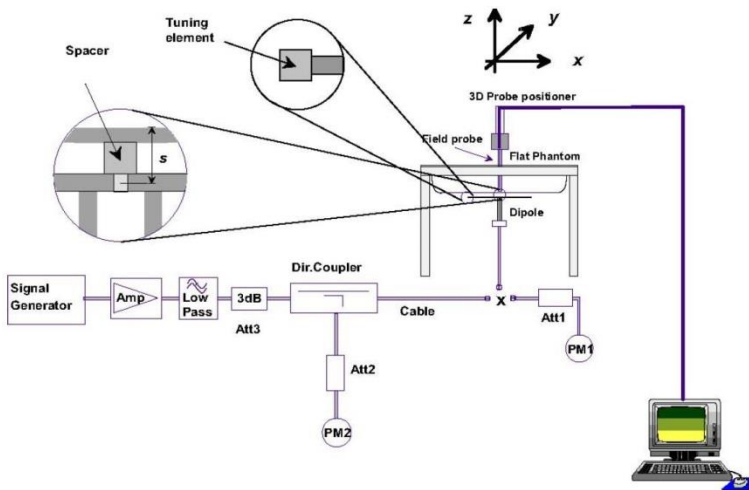 Tuning
element
z
y
x
Spacer
s
3D Probe positioner
Field probe
Flat Phantom
Dipole
Dir.Coupler
Signal
Generator
Amp
Low
Pass
3dB
Att3
Cable
x
Att1
PM1
Att2
PM2